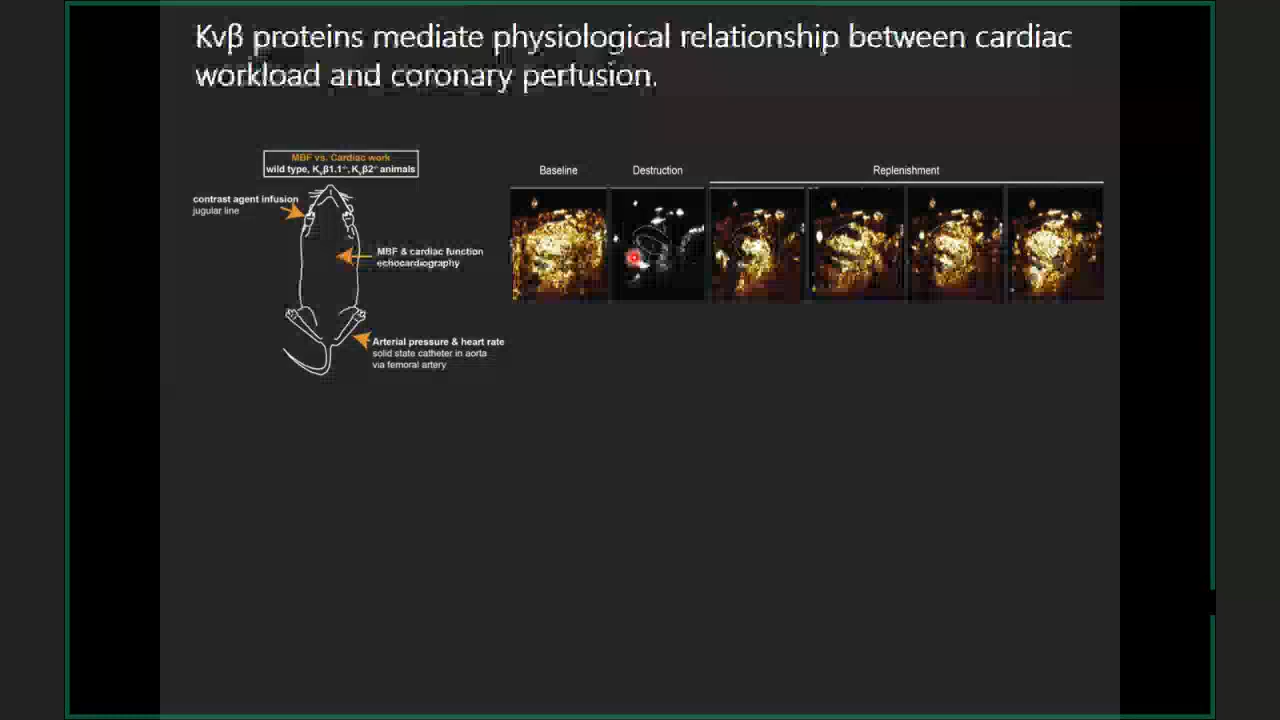 Kvβ proteins mediate physiological relationship between cardiac
workload and coronary perfusion.
MBF vs. Cardiac work
wild type, Kvβ1.1-/-, Kvβ2-/- animals
contrast agent infusion
jugular line
MBF & cardiac function
echocardiography
Arterial pressure & heart rate
solid state catheter in aorta
via femoral artery
Baseline
Destruction
Replenishment